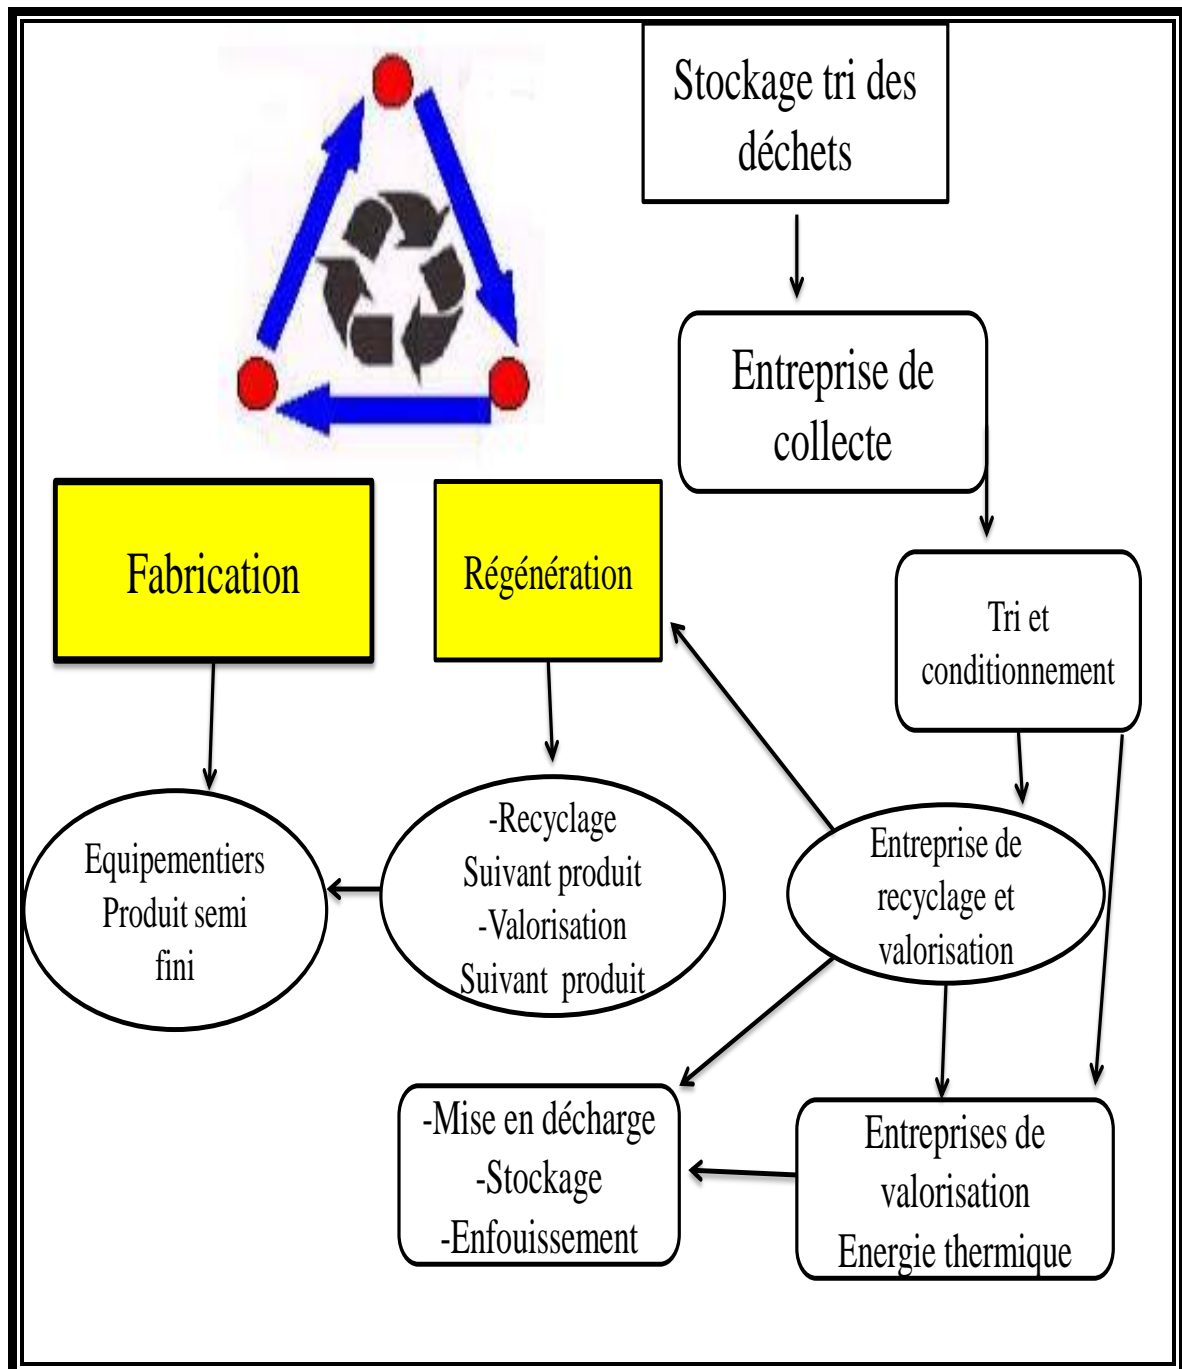 Stockage tri des
déchets
Entreprise de
collecte
Fabrication
Régénération
Tri et
conditionnement
Equipementiers
Produit semi
fini
-Recyclage
Suivant produit
-Valorisation
Suivant produit
Entreprise de
recyclage et
valorisation
-Mise en décharge
-Stockage
-Enfouissement
Entreprises de
valorisation
Energie thermique